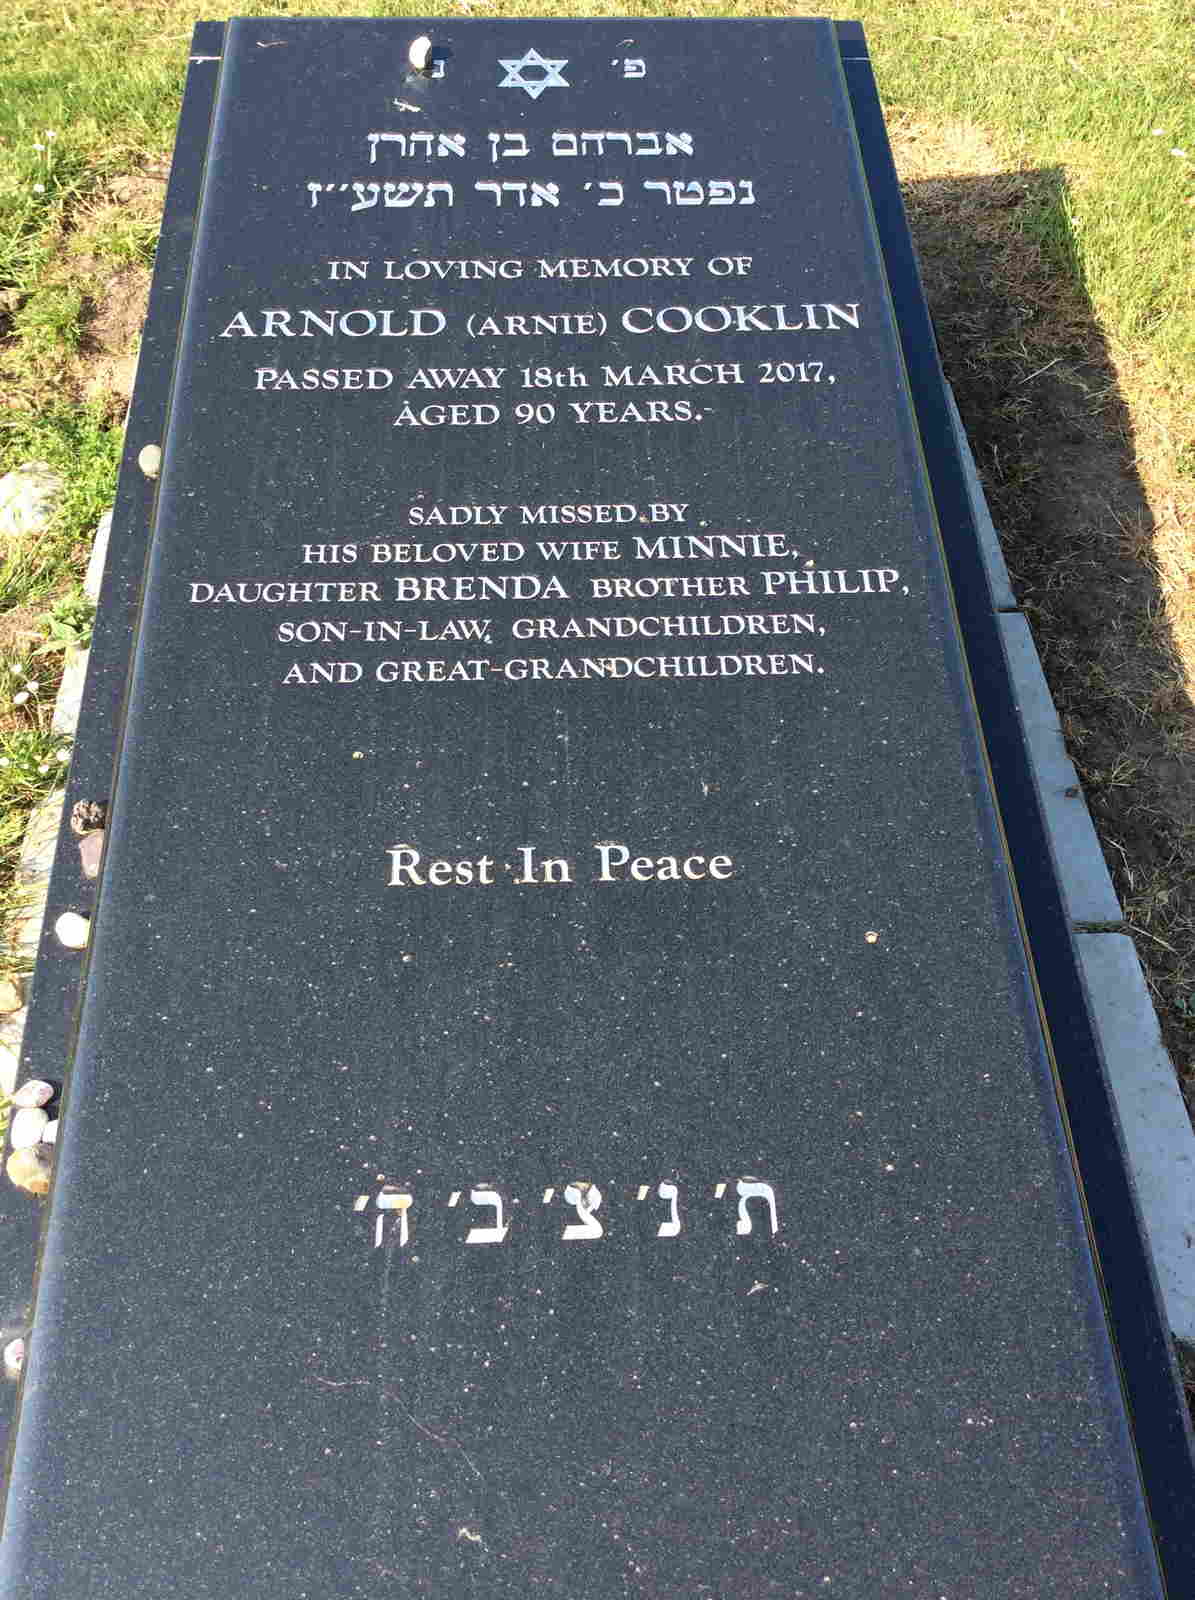 פ׳ נ׳
אברהם בן אהרן
נפטר כ׳ אדר תשע׳׳ז
IN LOVING MEMORY OF
ARNOLD (ARNIE) COOKLIN
PASSED AWAY 18th MARCH 2017,
AGED 90 YEARS.
SADLY MISSED BY
HIS BELOVED WIFE MINNIE,
DAUGHTER BRENDA BROTHER PHILIP,
SON-IN-LAW, GRANDCHILDREN,
AND GREAT-GRANDCHILDREN.
Rest In Peace
ת׳ נ׳ צ׳ ב׳ ה׳